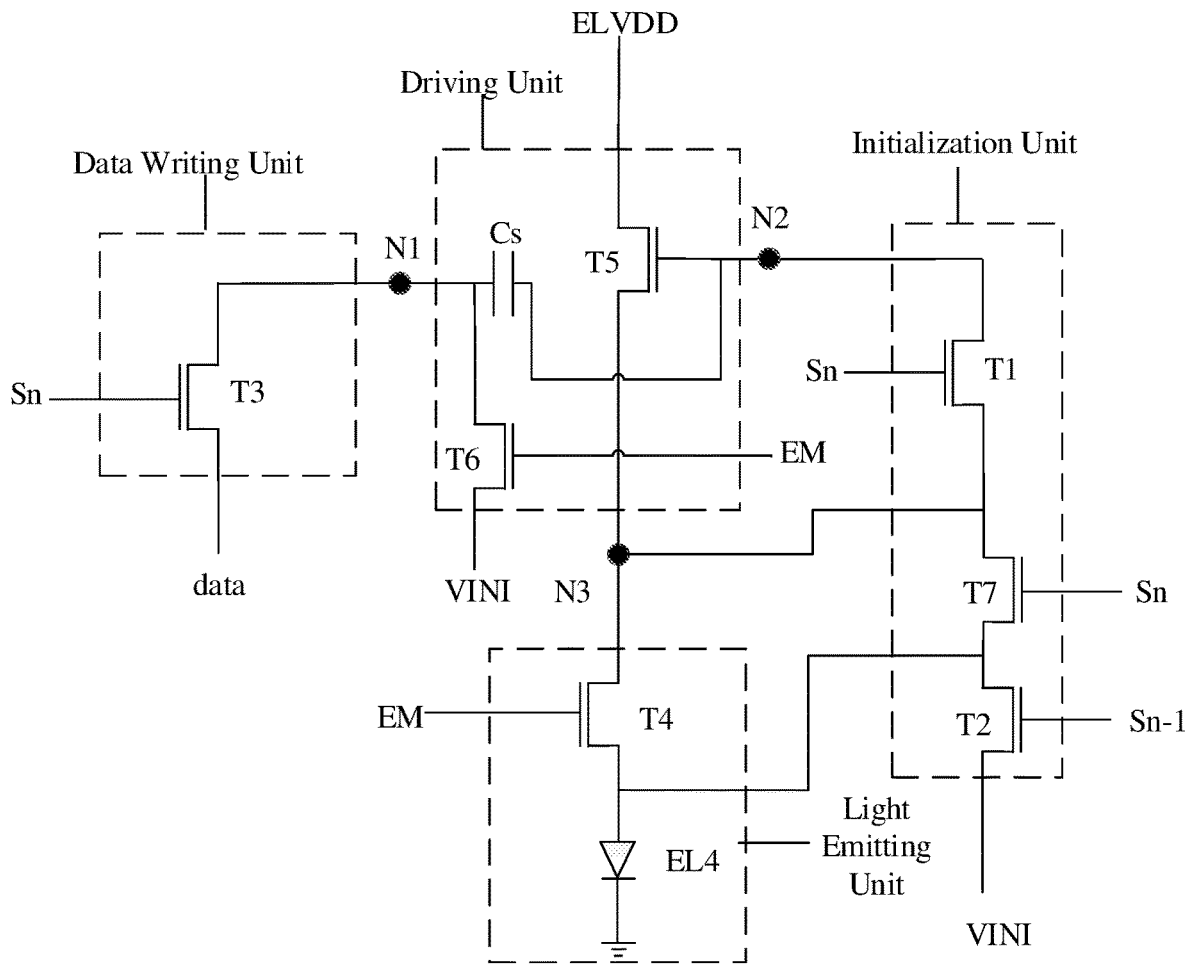 ELVDD
Driving Unit
Initialization Unit
Data Writing Unit
N2
N1
Cs
T5
Sn
T1
Sn
T3
T6
EM
data
VINI
N3
T7
Sn
EM
T4
T2
Sn-1
Light
Emitting
Unit
EL4
VINI